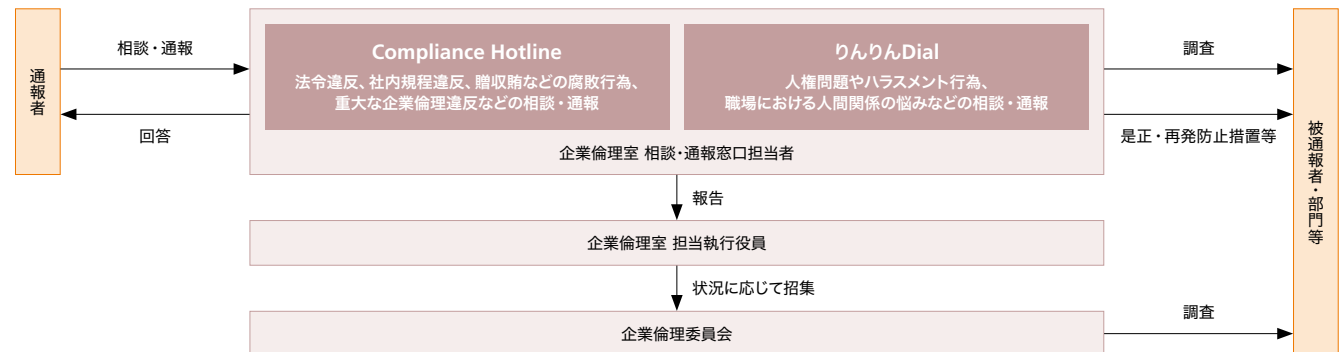 通報者
相談・通報
回答
Compliance Hotline
法令違反、社内規程違反、贈収賄などの腐敗行為、
重大な企業倫理違反などの相談・通報
りんりんDial
人権問題やハラスメント行為、
職場における人間関係の悩みなどの相談・通報
企業倫理室 相談・通報窓口担当者
調査
是正・再発防止措置等
被通報者・部門等
報告
企業倫理室 担当執行役員
状況に応じて招集
企業倫理委員会
調査